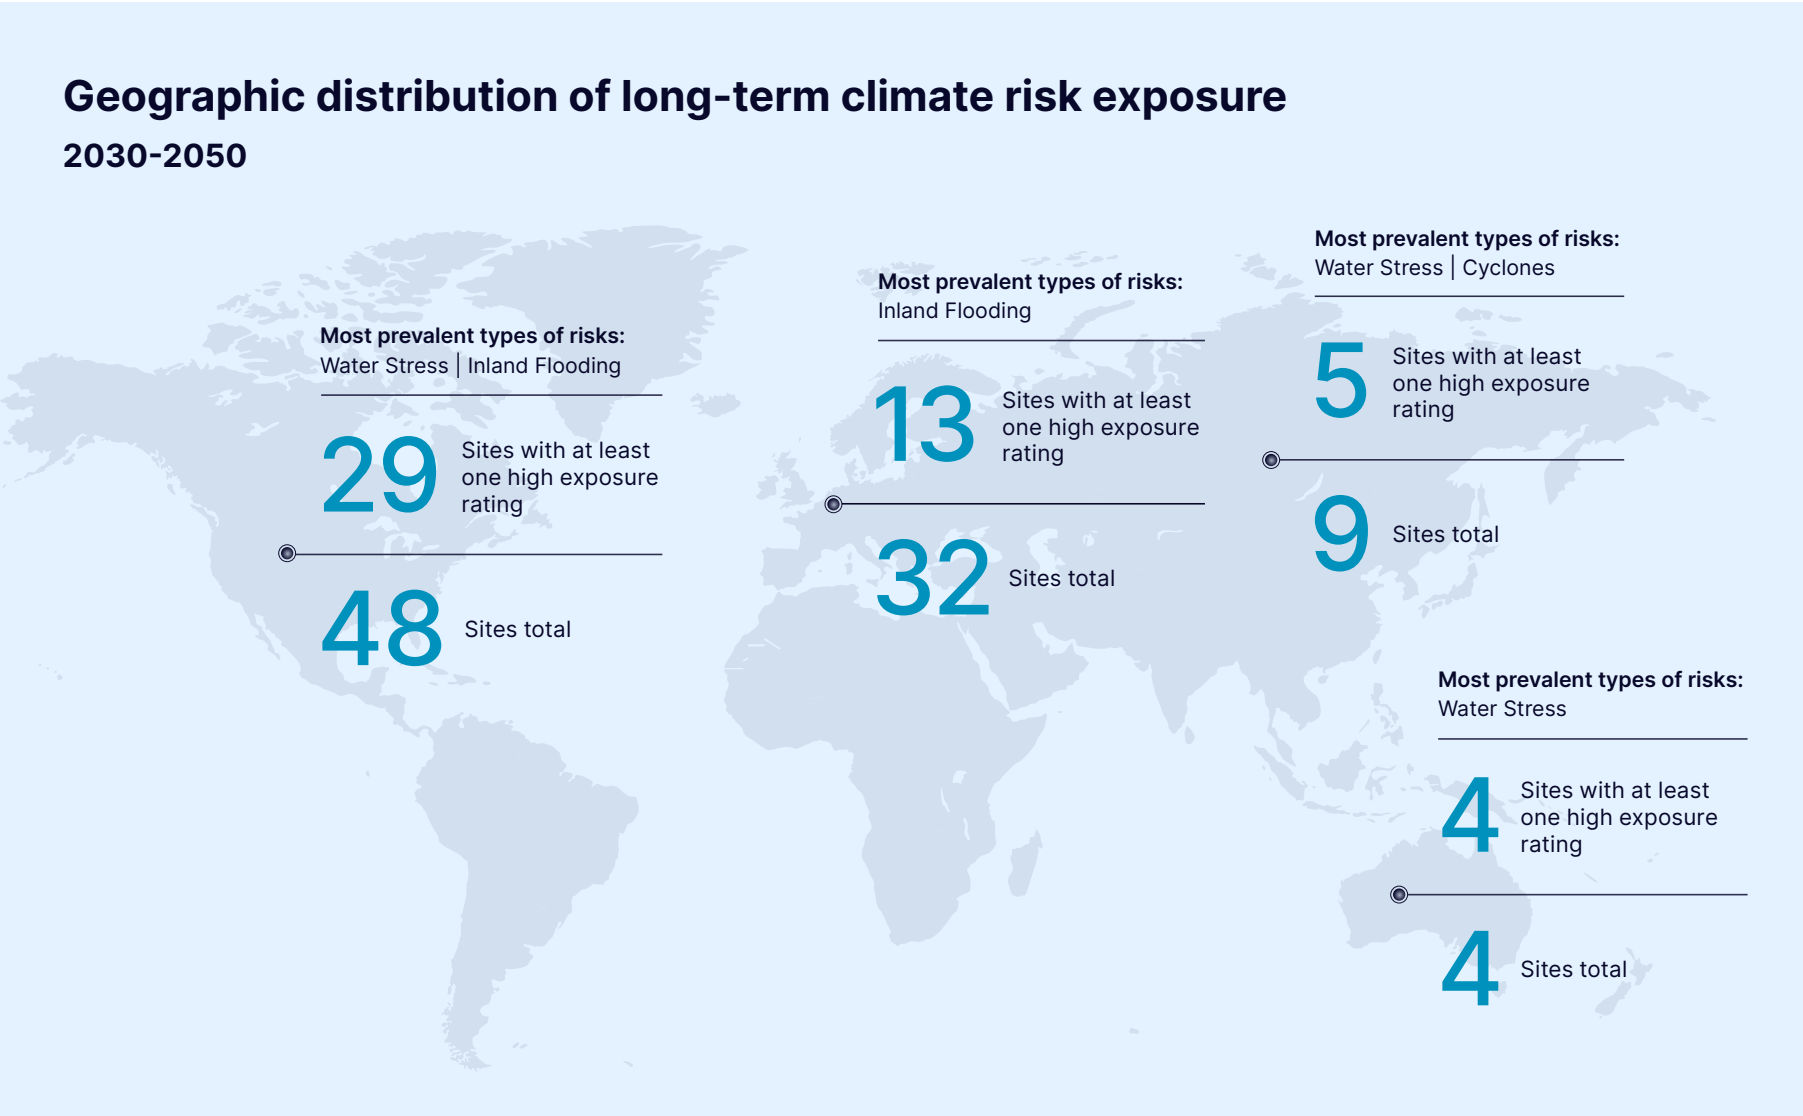 Geographic distribution of long-term climate risk exposure
2030-2050
Most prevalent types of risks:
Water Stress | Inland Flooding
29
Sites with at least
one high exposure
rating
48
Sites total
Most prevalent types of risks:
Inland Flooding
13
Sites with at least
one high exposure
rating
32
Sites total
Most prevalent types of risks:
Water Stress | Cyclones
5
Sites with at least
one high exposure
rating
9
Sites total
Most prevalent types of risks:
Water Stress
4
Sites with at least
one high exposure
rating
4
Sites total